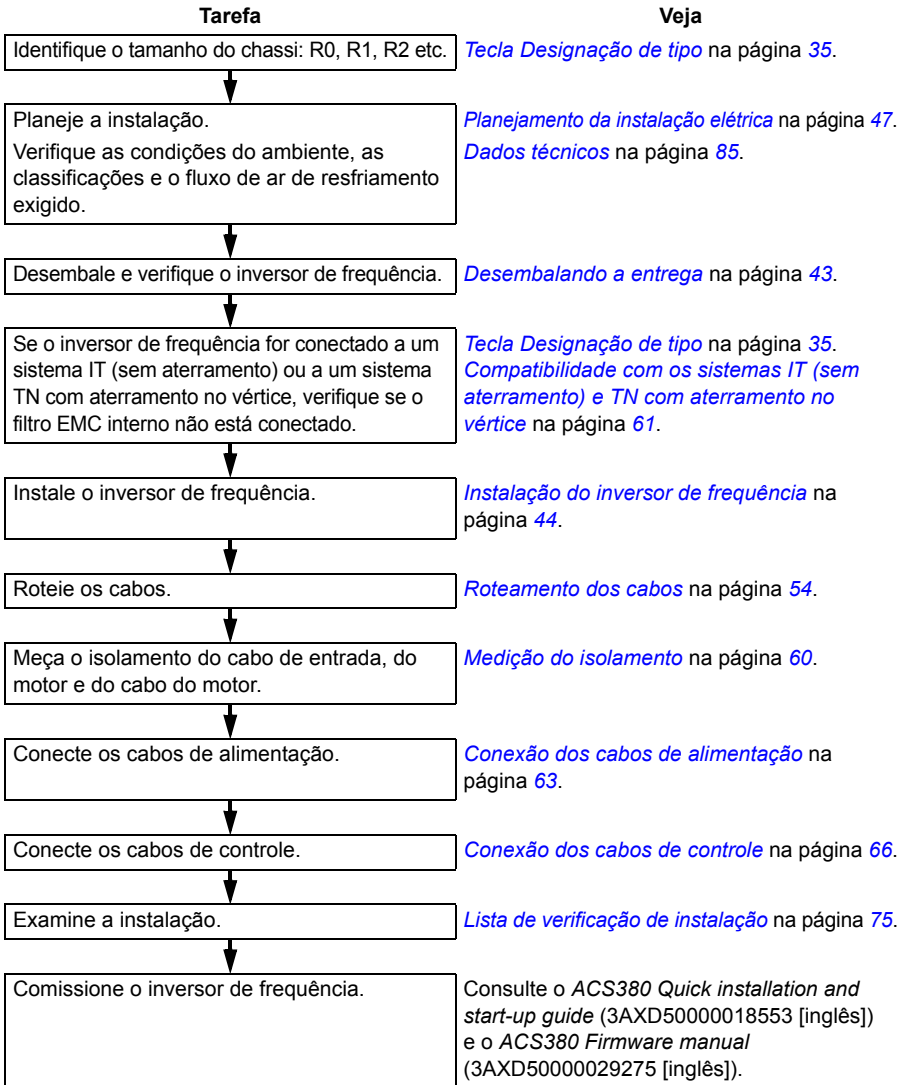 Tarefa
Veja
Identifique o tamanho do chassi: R0, R1, R2 etc.
Tecla Designação de tipo na página 35.
Planeje a instalação.
Verifique as condições do ambiente, as
classificações e o fluxo de ar de resfriamento
exigido.
Planejamento da instalação elétrica na página 47.
Dados técnicos na página 85.
Desembale e verifique o inversor de frequência.
Desembalando a entrega na página 43.
Se o inversor de frequência for conectado a um
sistema IT (sem aterramento) ou a um sistema
TN com aterramento no vértice, verifique se o
filtro EMC interno não está conectado.
Tecla Designação de tipo na página 35.
Compatibilidade com os sistemas IT (sem
aterramento) e TN com aterramento no
vértice na página 61.
Instale o inversor de frequência.
Instalação do inversor de frequência na
página 44.
Roteie os cabos.
Roteamento dos cabos na página 54.
Meça o isolamento do cabo de entrada, do
motor e do cabo do motor.
Medição do isolamento na página 60.
Conecte os cabos de alimentação.
Conexão dos cabos de alimentação na
página 63.
Conecte os cabos de controle.
Conexão dos cabos de controle na página 66.
Examine a instalação.
Lista de verificação de instalação na página 75.
Comissione o inversor de frequência.
Consulte o ACS380 Quick installation and
start-up guide (3AXD50000018553 [inglês])
e o ACS380 Firmware manual
(3AXD50000029275 [inglês]).